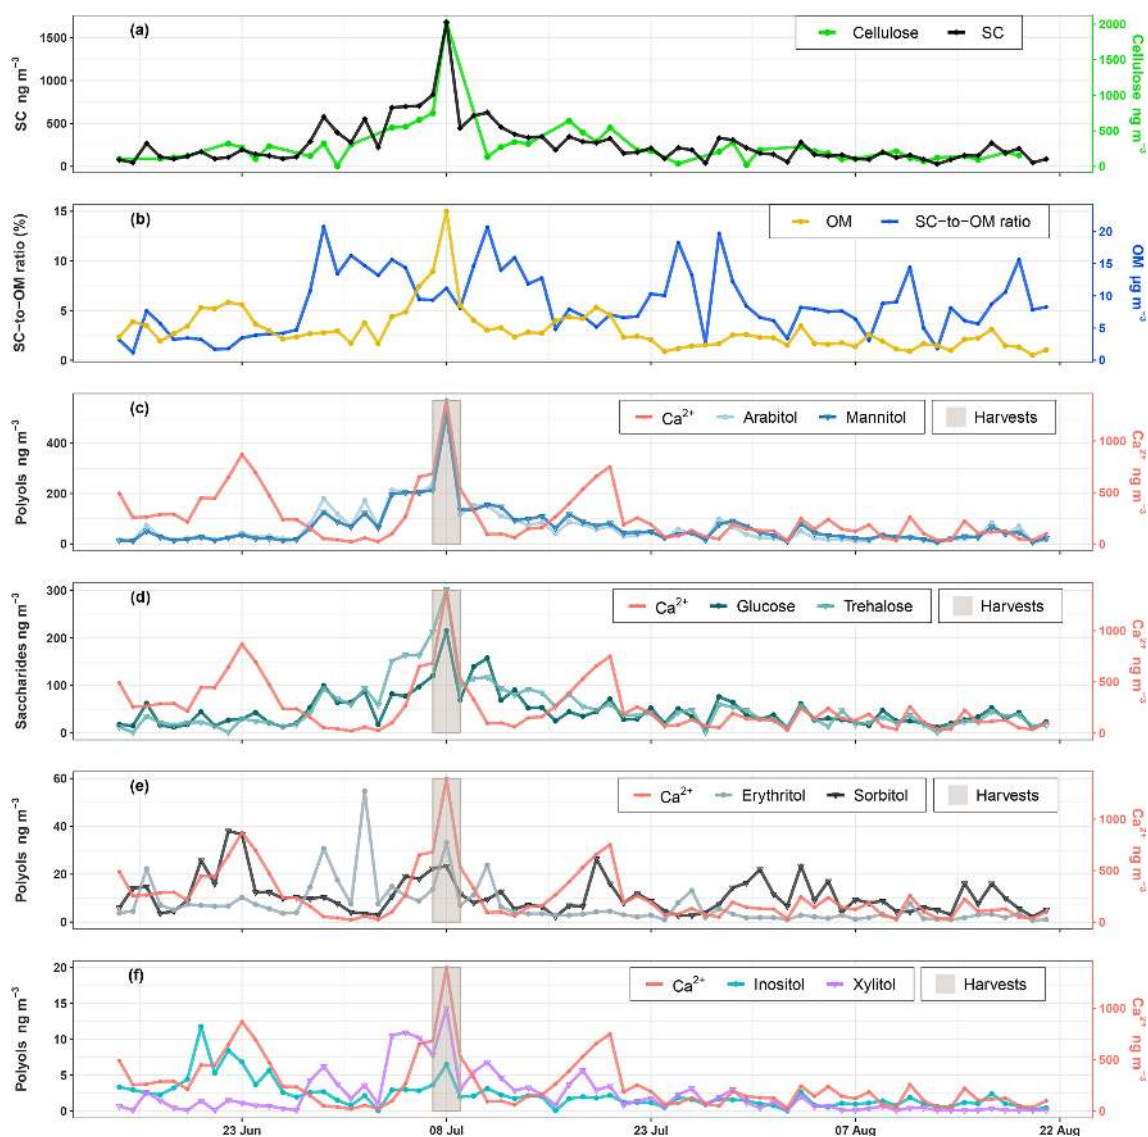 (a)
Cellulose SC
SC ng m⁻³
1500
1000
500
0
2000
1500
1000
500
0
Cellulose ng m⁻³
(b)
OM SC−to−OM ratio
SC−to−OM ratio (%)
15
10
5
0
20
15
10
5
0
OM µg m⁻³
(c)
Ca²⁺ Arabitol Mannitol Harvests
Polyols ng m⁻³
400
200
0
1000
500
0
Ca²⁺ ng m⁻³
(d)
Ca²⁺ Glucose Trehalose Harvests
Saccharides ng m⁻³
300
200
100
0
1000
500
0
Ca²⁺ ng m⁻³
(e)
Ca²⁺ Erythritol Sorbitol Harvests
Polyols ng m⁻³
60
40
20
0
1000
500
0
Ca²⁺ ng m⁻³
(f)
Ca²⁺ Inositol Xylitol Harvests
Polyols ng m⁻³
20
15
10
5
0
1000
500
0
Ca²⁺ ng m⁻³
23 Jun 08 Jul 23 Jul 07 Aug 22 Aug